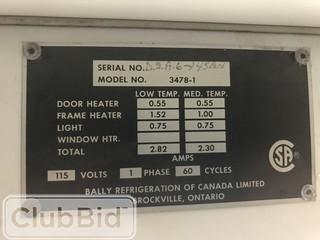 SERIAL NO.
MODEL NO. 3478-1
LOW TEMP. MED. TEMP.
DOOR HEATER 0.55 0.55
FRAME HEATER 1.52 1.00
LIGHT 0.75 0.75
WINDOW HTR.
TOTAL 2.82 2.30
AMPS
115 VOLTS 1 PHASE 60 CYCLES
BALLY REFRIGERATION OF CANADA LIMITED
BROCKVILLE, ONTARIO
ClubBid